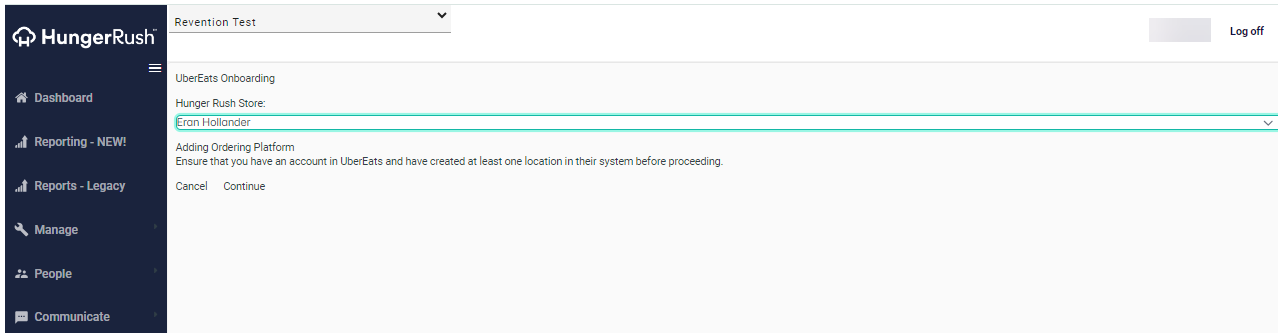 Revention Test
HungerRush
Log off
Dashboard
Reporting - NEW!
Reports - Legacy
Manage
People
Communicate
UberEats Onboarding
Hunger Rush Store:
Eran Hollander
Adding Ordering Platform
Ensure that you have an account in UberEats and have created at least one location in their system before proceeding.
Cancel Continue